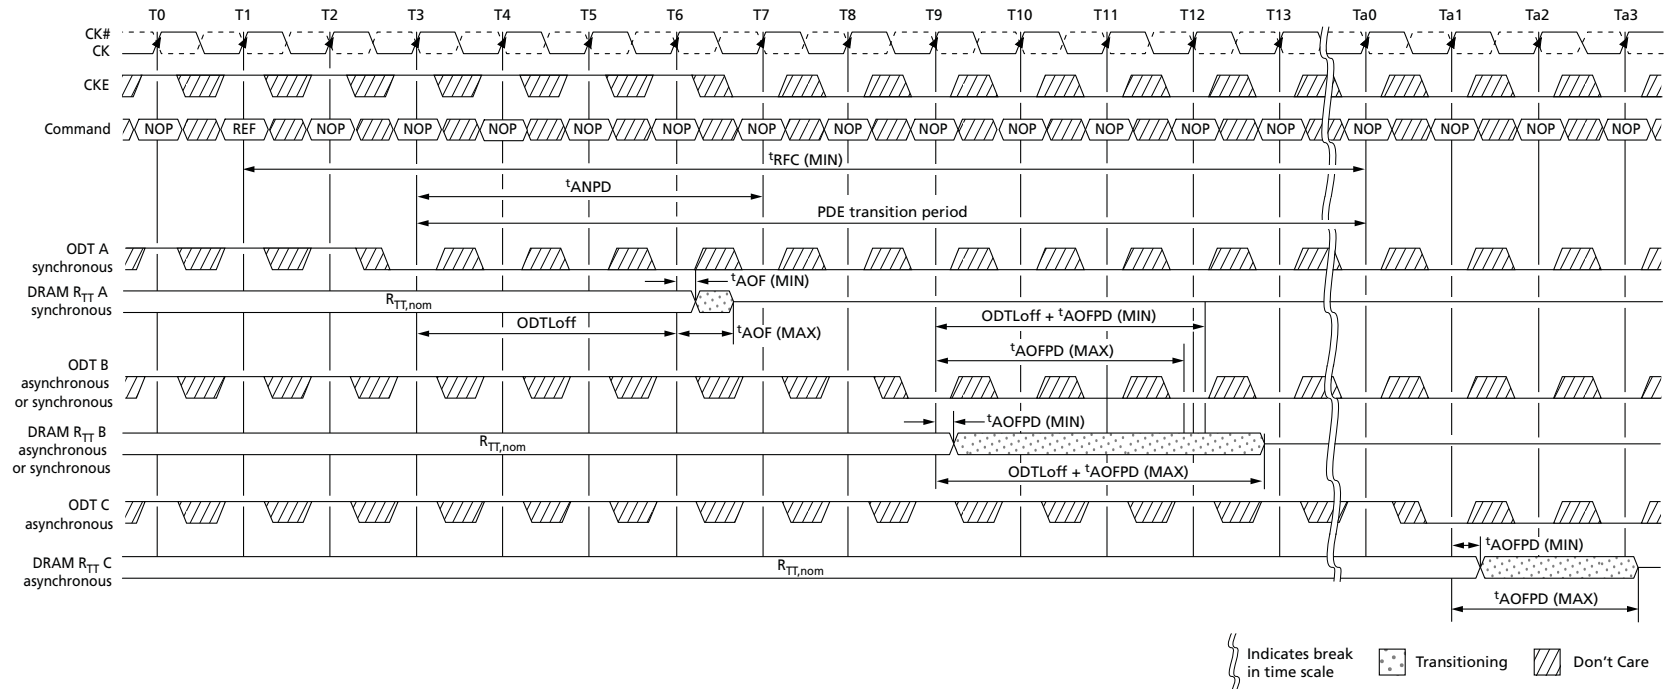 T0 T1 T2 T3 T4 T5 T6 T7 T8 T9 T10 T11 T12 T13 Ta0 Ta1 Ta2 Ta3
CK#
CK
CKE
Command NOP REF NOP NOP NOP NOP NOP NOP NOP NOP NOP NOP NOP NOP NOP NOP NOP NOP
tRFC (MIN)
tANPD
PDE transition period
ODT A
synchronous
tAOF (MIN)
DRAM RTT A
synchronous
RTT,nom
ODTLoff
tAOF (MAX)
ODTLoff + tAOFPD (MIN)
tAOFPD (MAX)
ODT B
asynchronous
or synchronous
tAOFPD (MIN)
DRAM RTT B
asynchronous
or synchronous
RTT,nom
ODTLoff + tAOFPD (MAX)
ODT C
asynchronous
tAOFPD (MIN)
DRAM RTT C
asynchronous
RTT,nom
tAOFPD (MAX)
Indicates break
in time scale
Transitioning
Don't Care